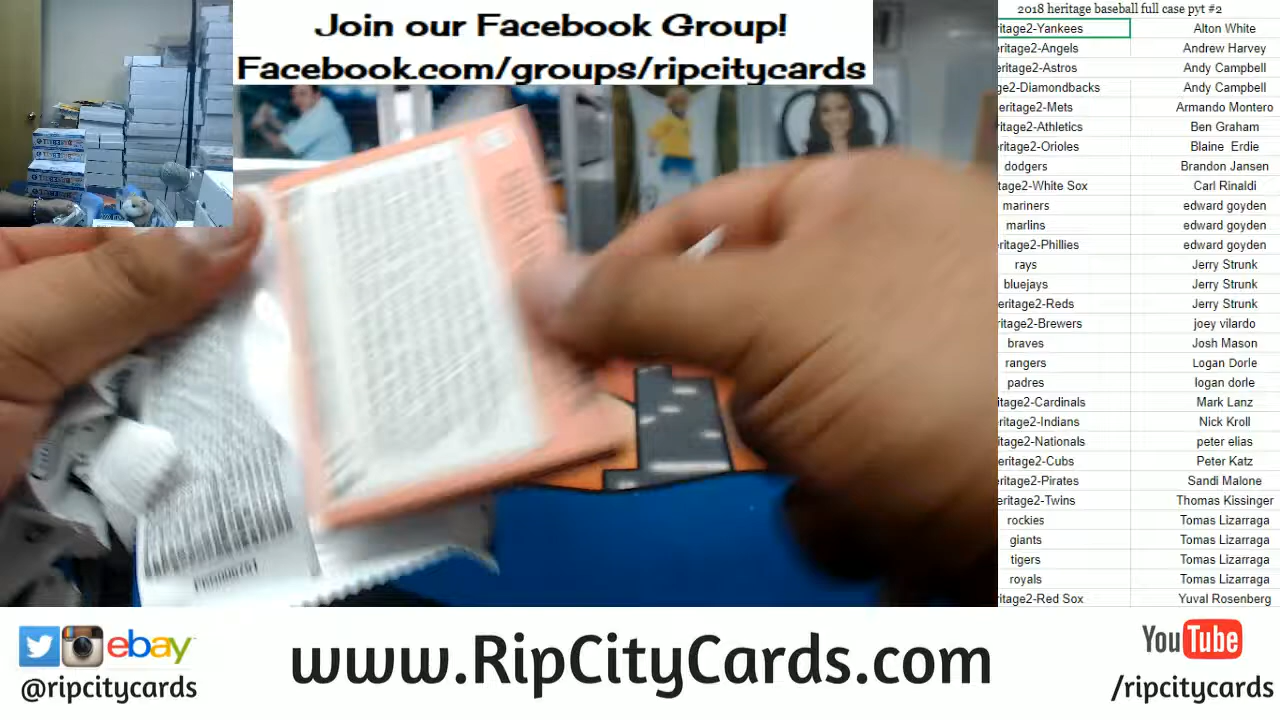 Join our Facebook Group!
Facebook.com/groups/ripcitycards
2018 heritage baseball full case pyt #2
ritage2-Yankees Alton White
eritage2-Angels Andrew Harvey
eritage2-Astros Andy Campbell
ge2-Diamondbacks Andy Campbell
eritage2-Mets Armando Montero
eritage2-Athletics Ben Graham
eritage2-Orioles Blaine Erdie
dodgers Brandon Jansen
tage2-White Sox Carl Rinaldi
mariners edward goyden
marlins edward goyden
eritage2-Phillies edward goyden
rays Jerry Strunk
bluejays Jerry Strunk
eritage2-Reds Jerry Strunk
ritage2-Brewers joey vilardo
braves Josh Mason
rangers Logan Dorle
padres logan dorle
itage2-Cardinals Mark Lanz
eritage2-Indians Nick Kroll
itage2-Nationals peter elias
eritage2-Cubs Peter Katz
eritage2-Pirates Sandi Malone
eritage2-Twins Thomas Kissinger
rockies Tomas Lizarraga
giants Tomas Lizarraga
tigers Tomas Lizarraga
royals Tomas Lizarraga
ritage2-Red Sox Yuval Rosenberg
ebay
@ripcitycards
www.RipCityCards.com
YouTube
/ripcitycards